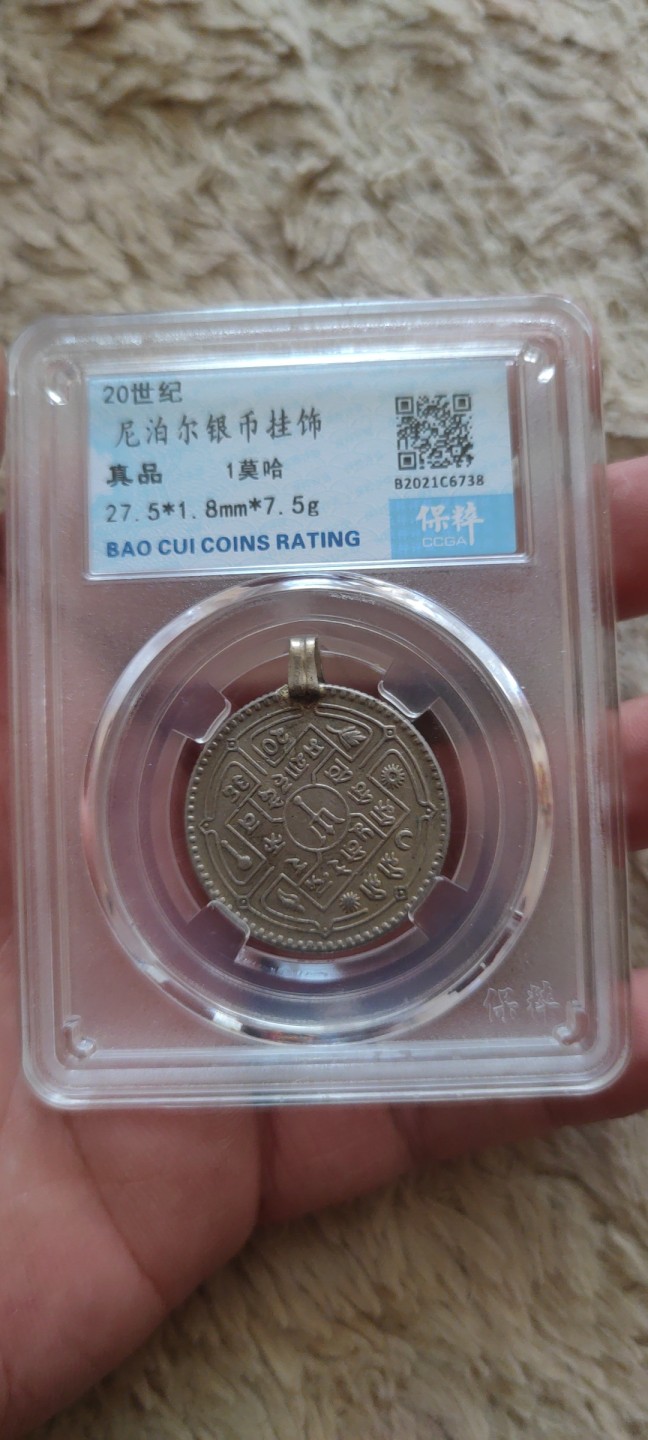 20世纪
尼泊尔银币挂饰
真品 1莫哈
27.5*1.8mm*7.5g
BAO CUI COINS RATING
B2021C6738
保粹
CCGA
保粹